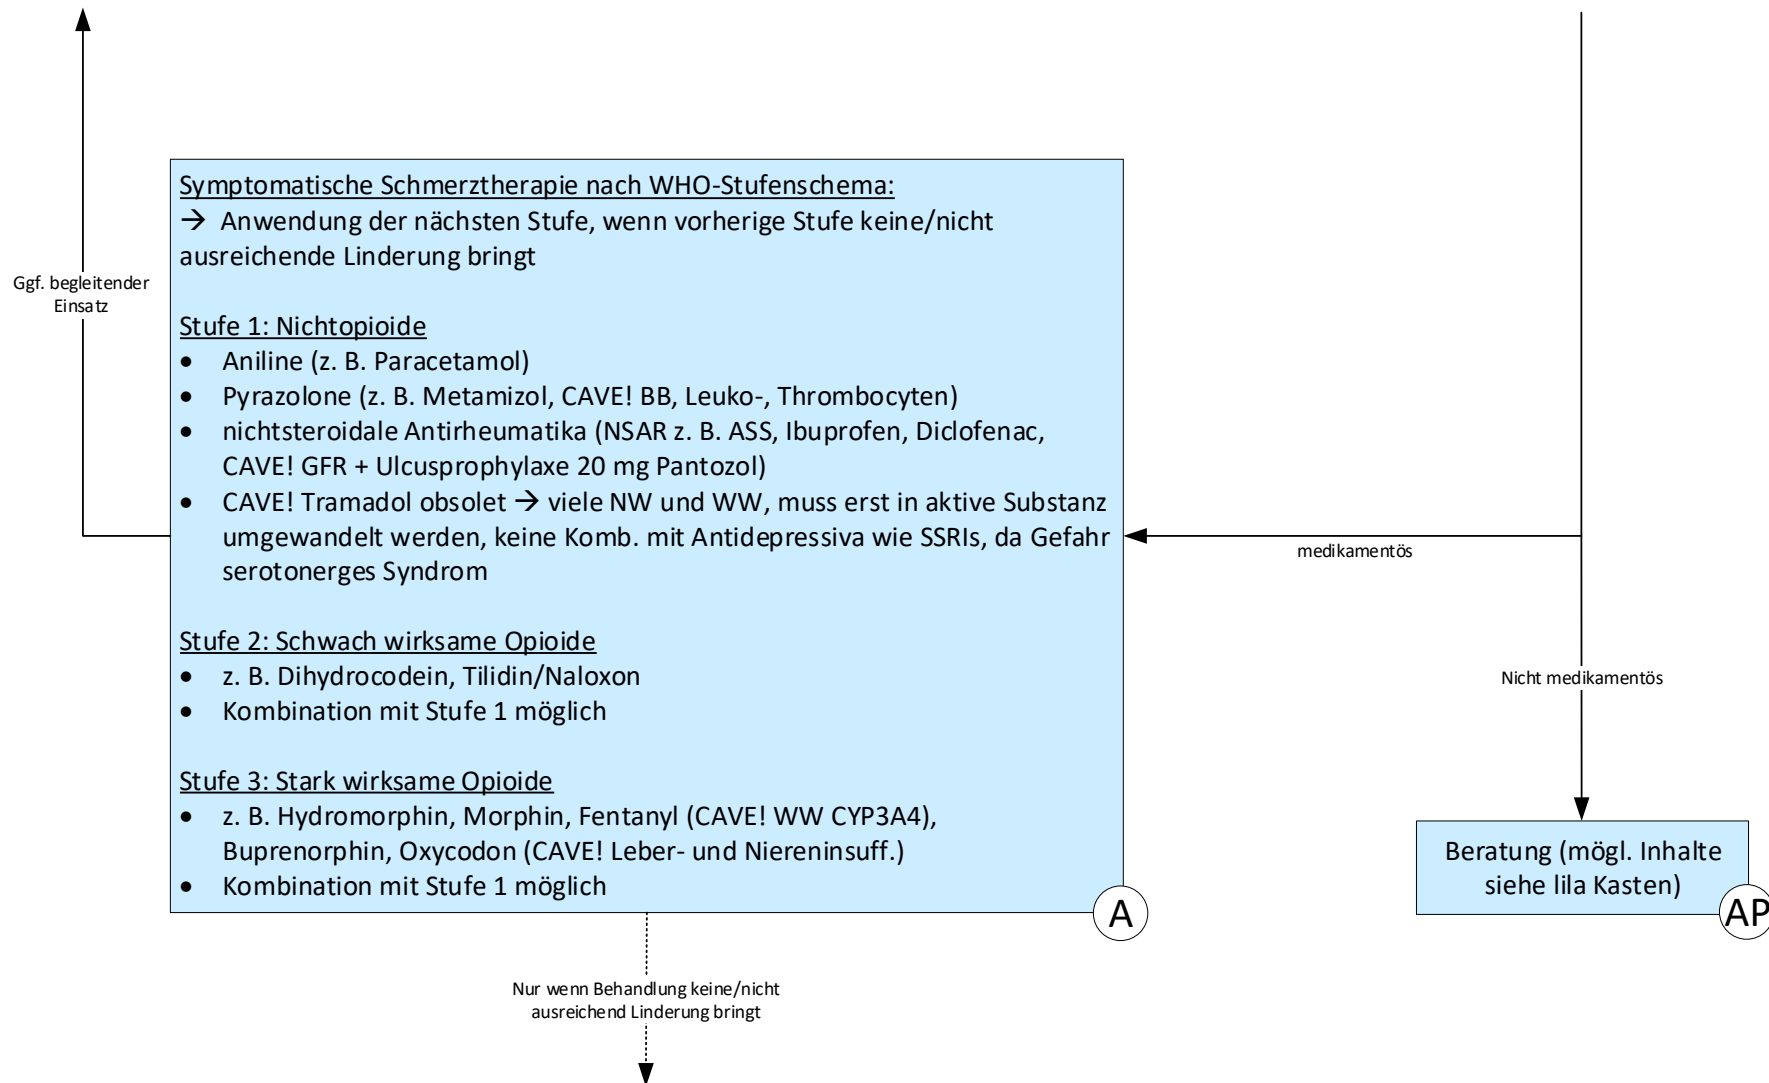 Symptomatische Schmerztherapie nach WHO-Stufenschema:
→ Anwendung der nächsten Stufe, wenn vorherige Stufe keine/nicht
ausreichende Linderung bringt
Ggf. begleitender
Einsatz
Stufe 1: Nichtopioide
• Aniline (z. B. Paracetamol)
• Pyrazolone (z. B. Metamizol, CAVE! BB, Leuko-, Thrombocyten)
• nichtsteroidale Antirheumatika (NSAR z. B. ASS, Ibuprofen, Diclofenac,
CAVE! GFR + Ulcusprophylaxe 20 mg Pantozol)
• CAVE! Tramadol obsolet → viele NW und WW, muss erst in aktive Substanz
umgewandelt werden, keine Komb. mit Antidepressiva wie SSRIs, da Gefahr
serotonerges Syndrom
medikamentös
Stufe 2: Schwach wirksame Opioide
• z. B. Dihydrocodein, Tilidin/Naloxon
• Kombination mit Stufe 1 möglich
Nicht medikamentös
Stufe 3: Stark wirksame Opioide
• z. B. Hydromorphin, Morphin, Fentanyl (CAVE! WW CYP3A4),
Buprenorphin, Oxycodon (CAVE! Leber- und Niereninsuff.)
• Kombination mit Stufe 1 möglich
A
Beratung (mögl. Inhalte
siehe lila Kasten)
AP
Nur wenn Behandlung keine/nicht
ausreichend Linderung bringt